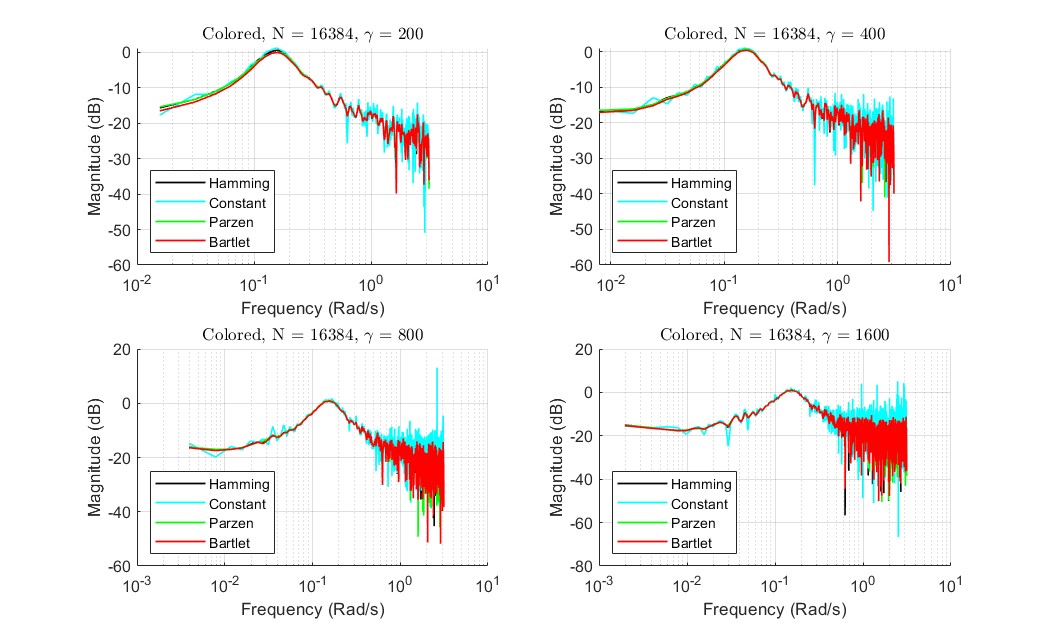 Colored, N = 16384, γ = 200
0
-10
-20
-30
-40
-50
-60
Magnitude (dB)
Hamming
Constant
Parzen
Bartlet
10^-2 10^-1 10^0 10^1
Frequency (Rad/s)
Colored, N = 16384, γ = 400
0
-10
-20
-30
-40
-50
-60
Magnitude (dB)
Hamming
Constant
Parzen
Bartlet
10^-2 10^-1 10^0 10^1
Frequency (Rad/s)
Colored, N = 16384, γ = 800
20
0
-20
-40
-60
Magnitude (dB)
Hamming
Constant
Parzen
Bartlet
10^-3 10^-2 10^-1 10^0 10^1
Frequency (Rad/s)
Colored, N = 16384, γ = 1600
20
0
-20
-40
-60
-80
Magnitude (dB)
Hamming
Constant
Parzen
Bartlet
10^-3 10^-2 10^-1 10^0 10^1
Frequency (Rad/s)